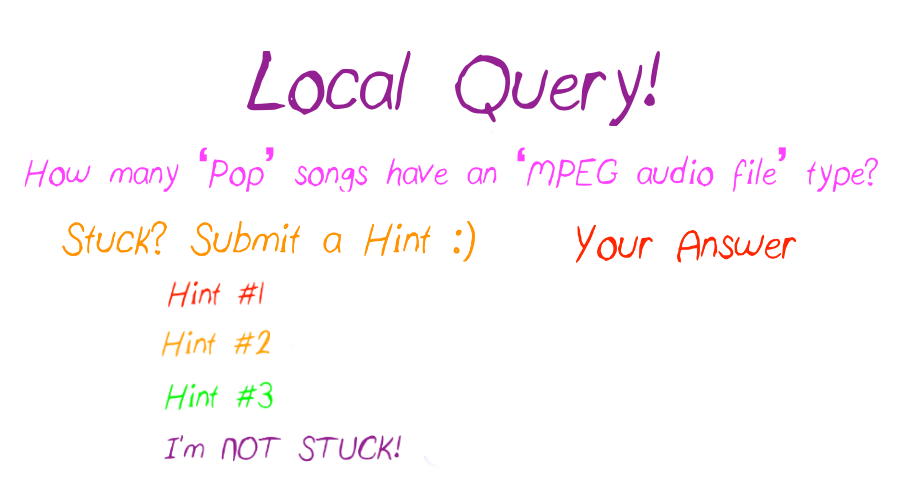 Local Query!
How many 'Pop' songs have an 'MPEG audio file' type?
Stuck? Submit a Hint :)
Your Answer
Hint #1
Hint #2
Hint #3
I'm NOT STUCK!